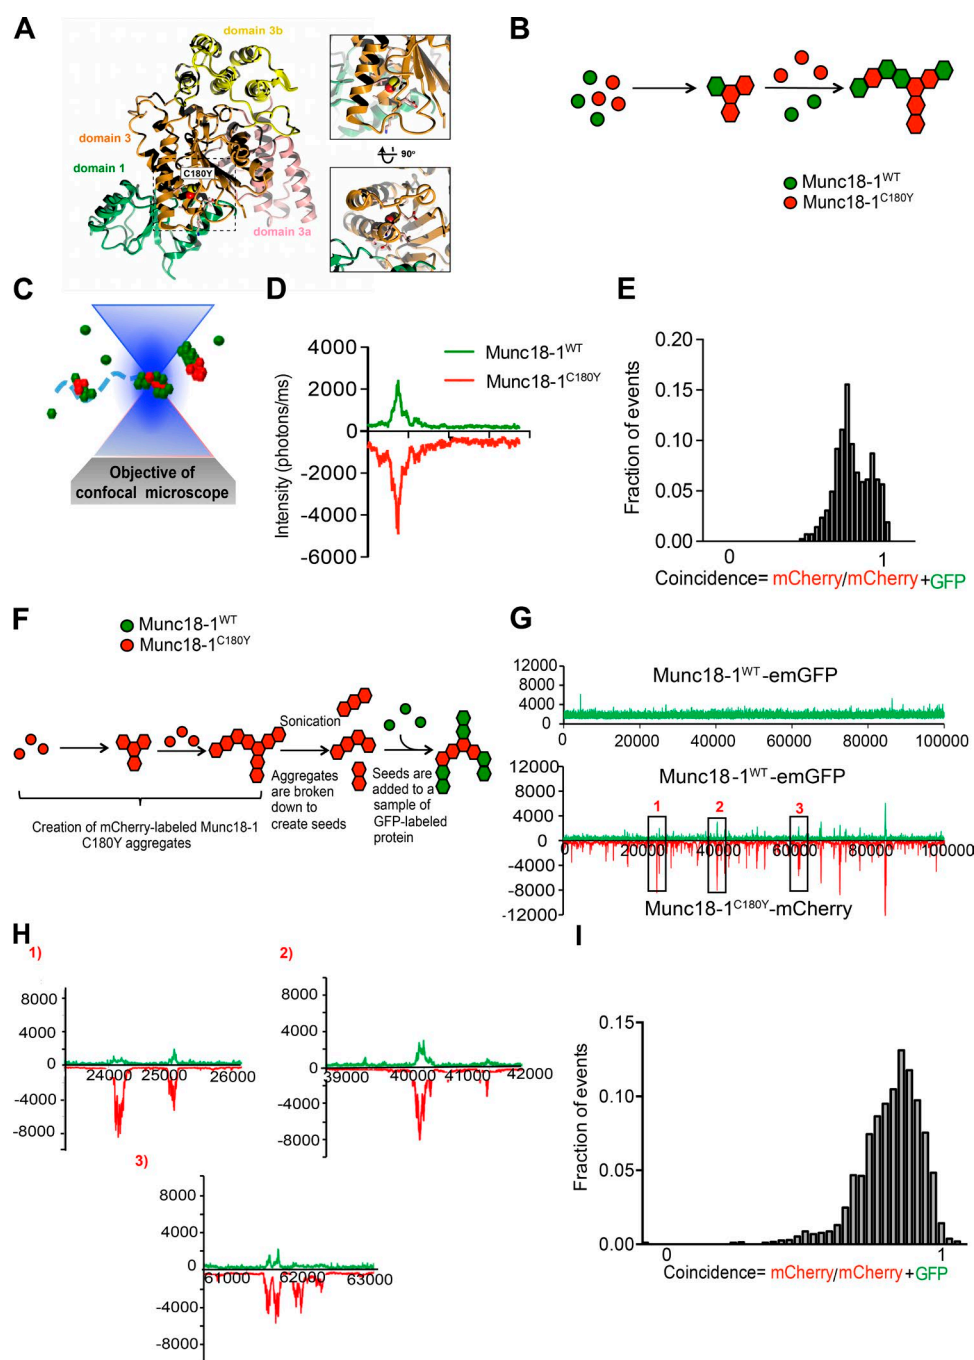 A
domain 3b
domain 3
domain 1
C180Y
domain 3a
90°
B
Munc18-1WT
Munc18-1C180Y
C
Objective of
confocal microscope
D
Intensity (photons/ms)
4000
2000
0
-2000
-4000
-6000
Munc18-1WT
Munc18-1C180Y
E
Fraction of events
0.20
0.15
0.10
0.05
0.00
0 1
Coincidence= mCherry/mCherry+GFP
F
Munc18-1WT
Munc18-1C180Y
Sonication
Creation of mCherry-labeled Munc18-1
C180Y aggregates
Aggregates
are broken
down to
create seeds
Seeds are
added to a
sample of
GFP-labeled
protein
G
12000
8000
4000
0
Munc18-1WT-emGFP
0 20000 40000 60000 80000 100000
12000
8000
4000
0
-4000
-8000
-12000
Munc18-1WT-emGFP
1 2 3
0 20000 40000 60000 80000 100000
Munc18-1C180Y-mCherry
H
1)
8000
4000
0
-4000
-8000
24000 25000 26000
2)
8000
4000
0
-4000
-8000
39000 40000 41000 42000
3)
8000
4000
0
-4000
-8000
61000 62000 63000
I
Fraction of events
0.15
0.10
0.05
0.00
0 1
Coincidence= mCherry/mCherry+GFP